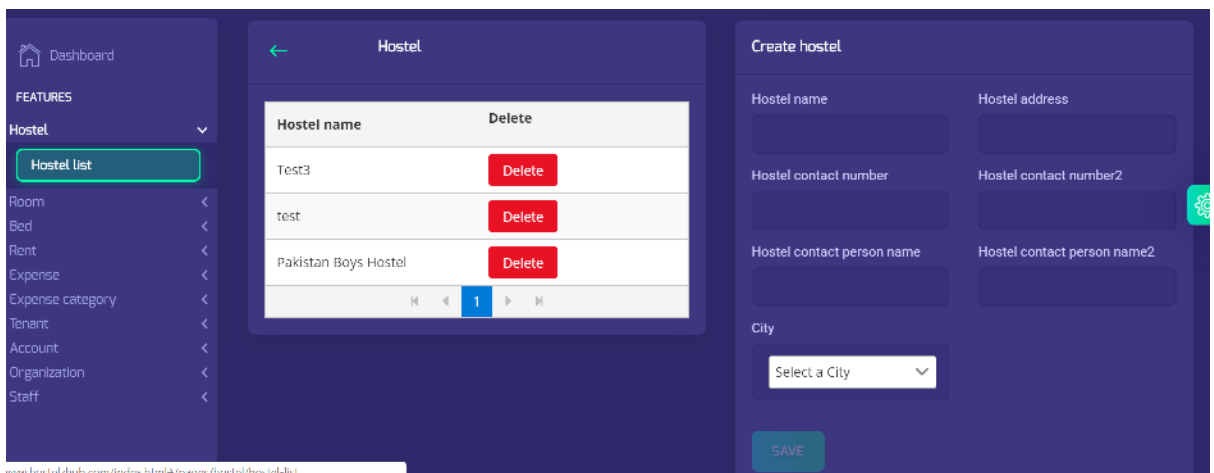 Dashboard
FEATURES
Hostel
Hostel list
Room
Bed
Rent
Expense
Expense category
Tenant
Account
Organization
Staff
Hostel
Hostel name Delete
Test3 Delete
test Delete
Pakistan Boys Hostel Delete
1
Create hostel
Hostel name Hostel address
Hostel contact number Hostel contact number2
Hostel contact person name Hostel contact person name2
City
Select a City
SAVE